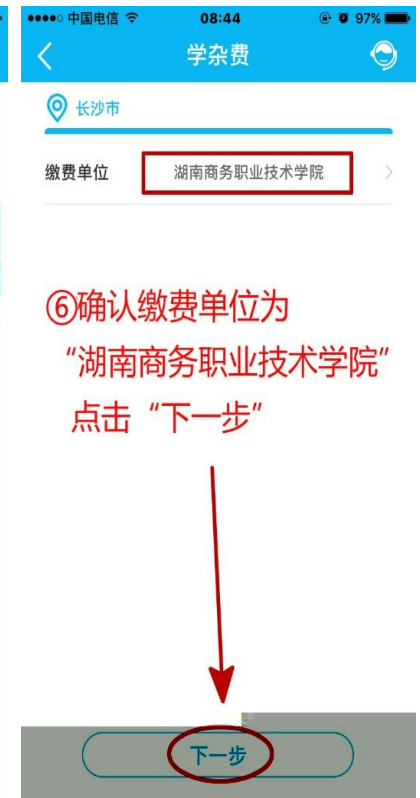 中国电信 08:44 97%
学杂费
长沙市
缴费单位 湖南商务职业技术学院
⑥确认缴费单位为
“湖南商务职业技术学院”
点击“下一步”
下一步